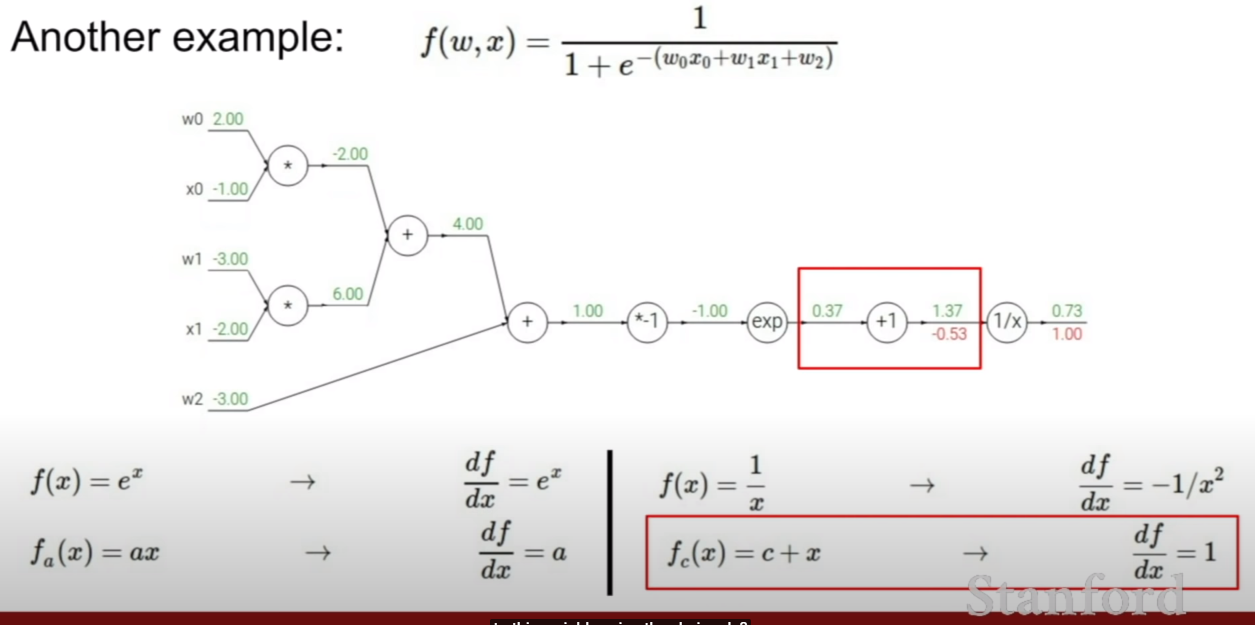 Another example: f(w,x) = 1 / (1 + e^−(w0x0+w1x1+w2))
w0 2.00
* -2.00
x0 -1.00
+ 4.00
w1 -3.00
* 6.00
x1 -2.00
+ 1.00 *-1 -1.00 exp 0.37 +1 1.37 1/x 0.73
-0.53 1.00
w2 -3.00
f(x) = e^x → df/dx = e^x
f(x) = 1/x → df/dx = −1/x²
f_a(x) = ax → df/dx = a
f_c(x) = c + x → df/dx = 1
Stanford